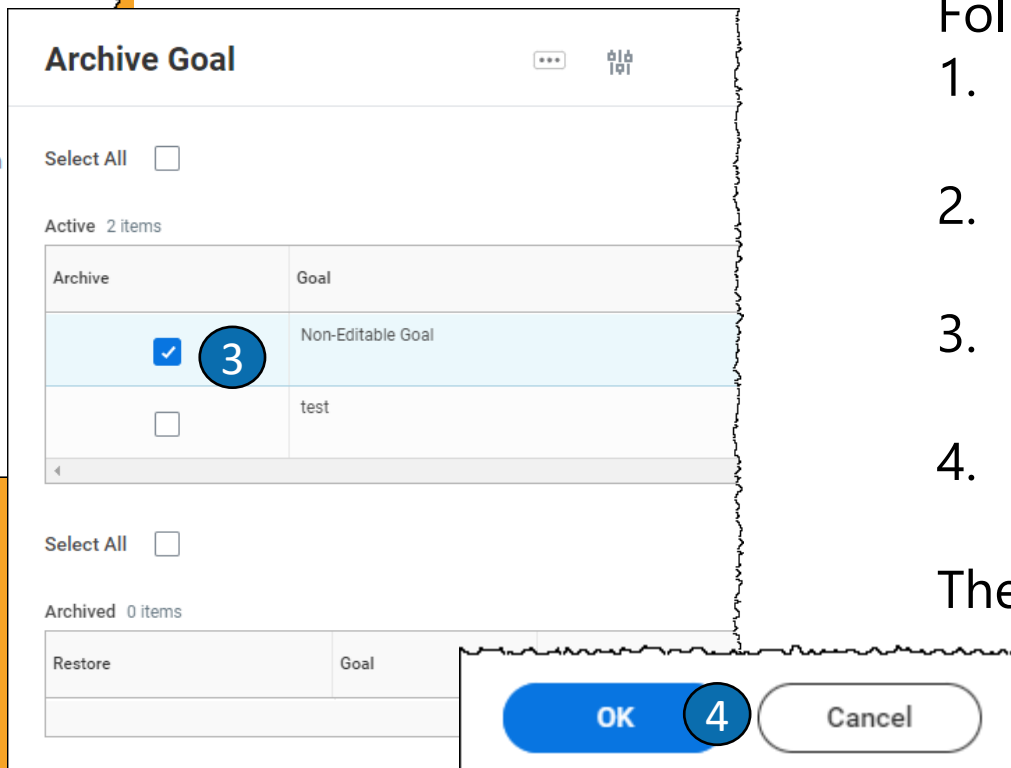 Archive Goal
Select All
Active 2 items
Archive Goal
3 Non-Editable Goal
test
Select All
Archived 0 items
Restore Goal
OK 4 Cancel
Fol
1.
2.
3.
4.
The